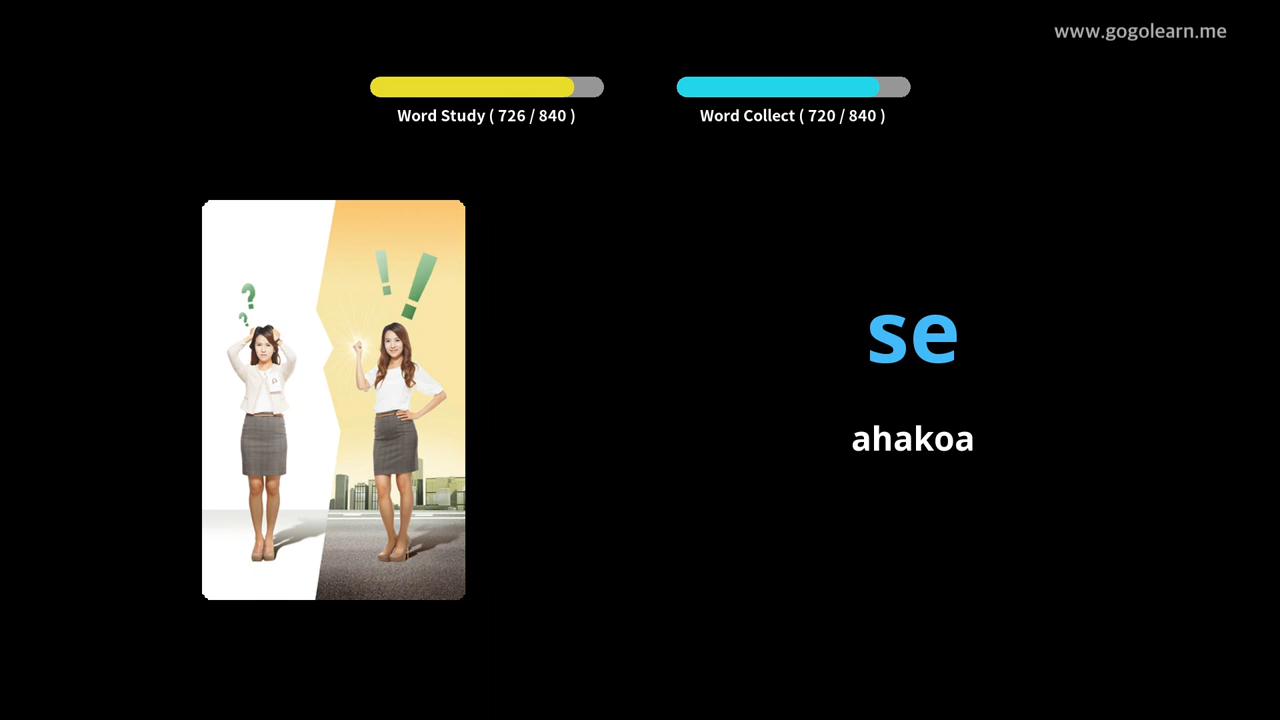 www.gogolearn.me
Word Study ( 726 / 840 )
Word Collect ( 720 / 840 )
? ?
! !
se
ahakoa